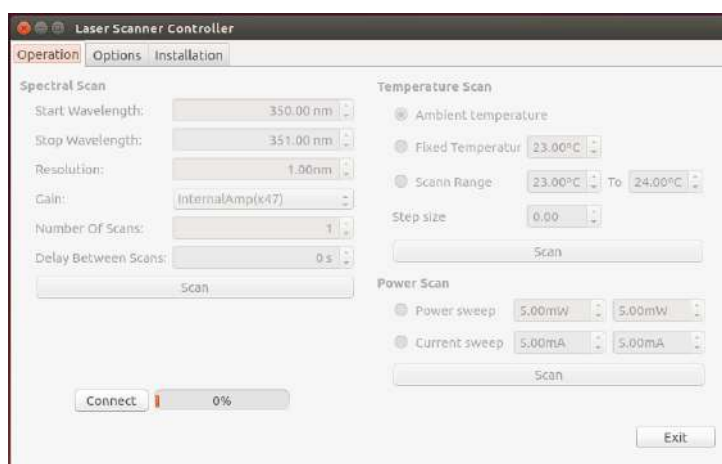 Laser Scanner Controller
Operation Options Installation
Spectral Scan
Start Wavelength: 350.00 nm
Stop Wavelength: 351.00 nm
Resolution: 1.00nm
Gain: InternalAmp(x47)
Number Of Scans: 1
Delay Between Scans: 0 s
Scan
Temperature Scan
Ambient temperature
Fixed Temperatur 23.00ºC
Scann Range 23.00ºC To 24.00ºC
Step size 0.00
Scan
Power Scan
Power sweep 5.00mW 5.00mW
Current sweep 5.00mA 5.00mA
Scan
Connect 0%
Exit